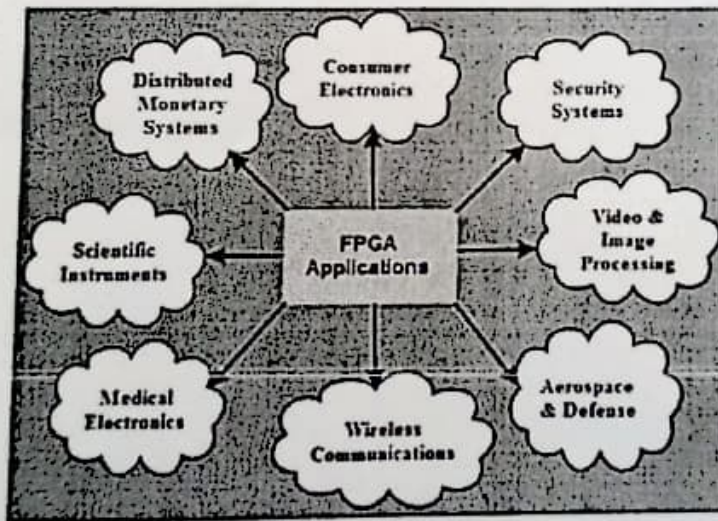 Distributed
Monetary
Systems
Consumer
Electronics
Security
Systems
Scientific
Instruments
FPGA
Applications
Video &
Image
Processing
Medical
Electronics
Wireless
Communications
Aerospace
& Defense